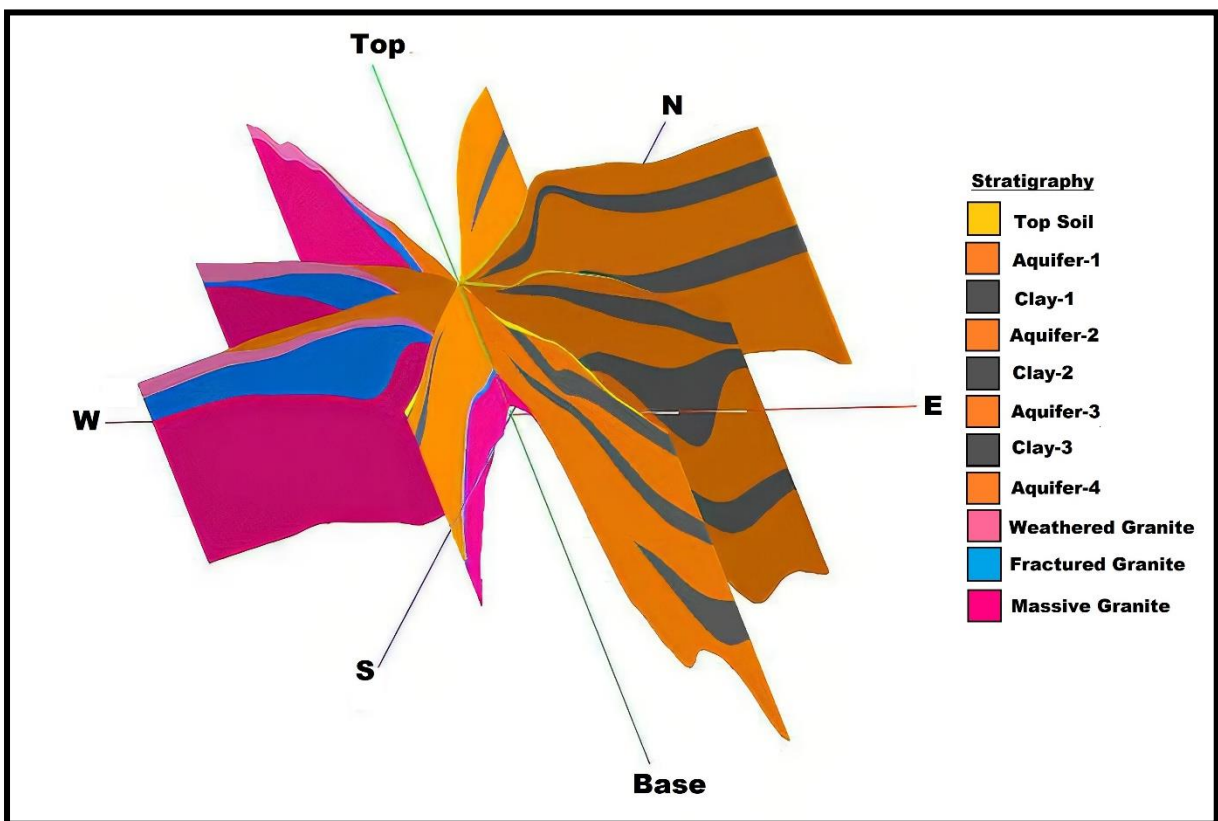 Top
N
W
E
S
Base
Stratigraphy
Top Soil
Aquifer-1
Clay-1
Aquifer-2
Clay-2
Aquifer-3
Clay-3
Aquifer-4
Weathered Granite
Fractured Granite
Massive Granite